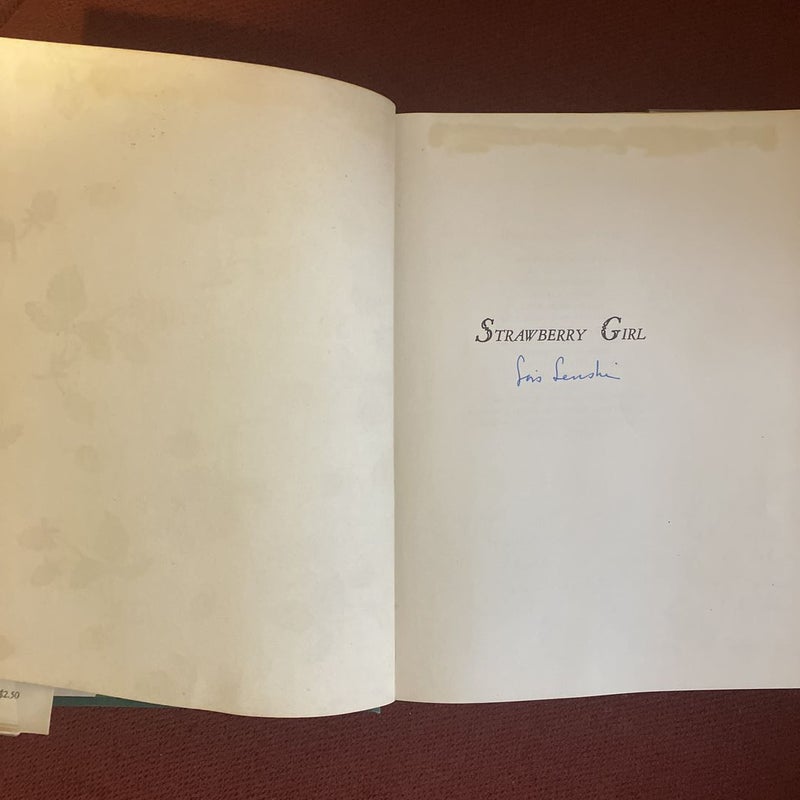 STRAWBERRY GIRL
Lois Lenski
$2.50